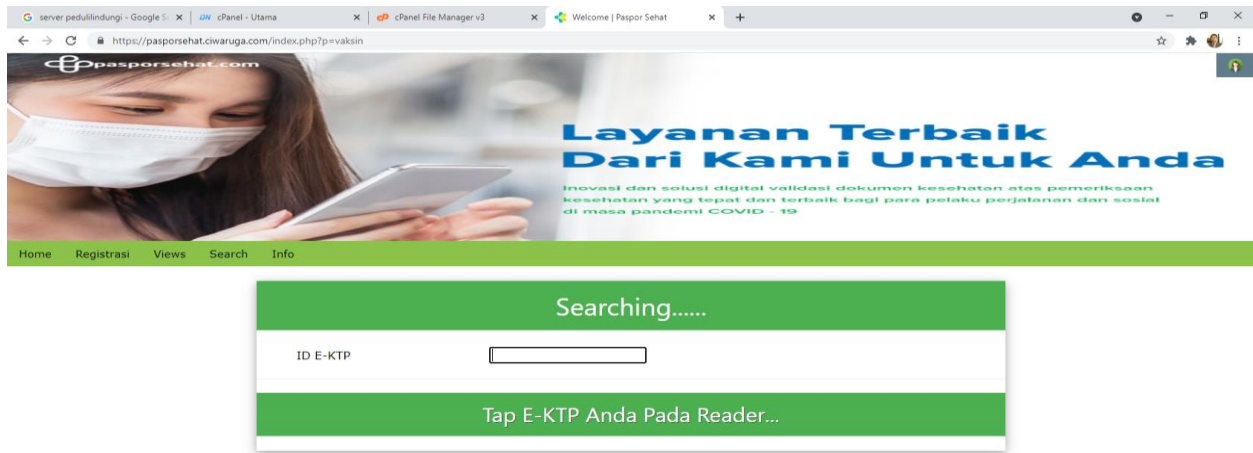 server pedulilindungi - Google Se
cPanel - Utama
cPanel File Manager v3
Welcome | Paspor Sehat
https://pasporsehat.ciwaruga.com/index.php?p=vaksin
pasporsehat.com
Layanan Terbaik
Dari Kami Untuk Anda
Inovasi dan solusi digital validasi dokumen kesehatan atas pemeriksaan
kesehatan yang tepat dan terbaik bagi para pelaku perjalanan dan sosial
di masa pandemi COVID - 19
Home Registrasi Views Search Info
Searching......
ID E-KTP
Tap E-KTP Anda Pada Reader...